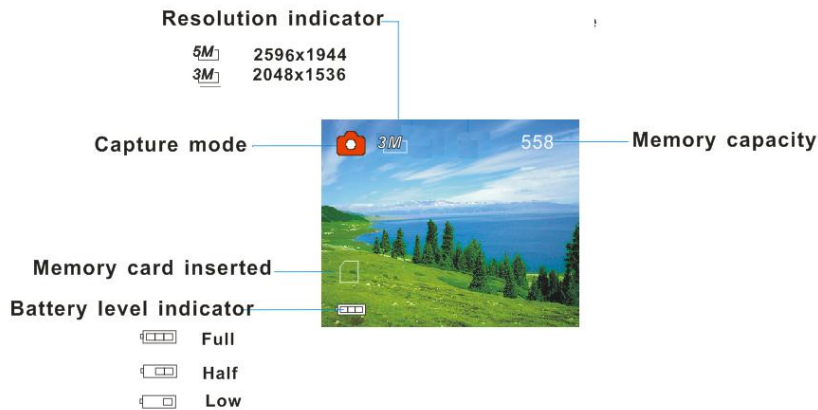 Resolution indicator
5M 2596x1944
3M 2048x1536
Capture mode
3M 558
Memory capacity
Memory card inserted
Battery level indicator
Full
Half
Low